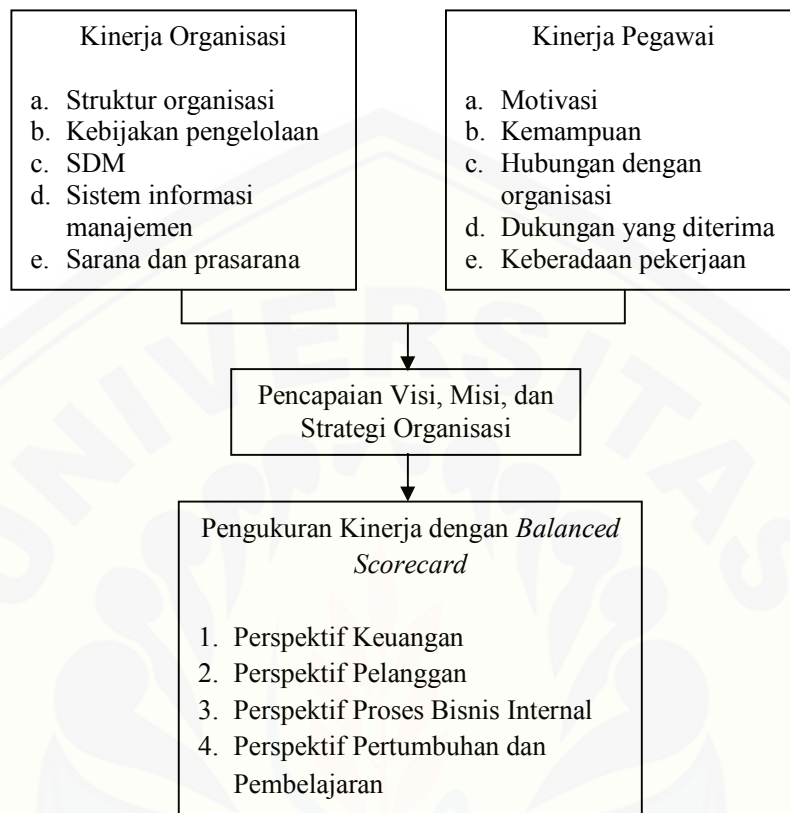 Kinerja Organisasi
a. Struktur organisasi
b. Kebijakan pengelolaan
c. SDM
d. Sistem informasi
manajemen
e. Sarana dan prasarana
Kinerja Pegawai
a. Motivasi
b. Kemampuan
c. Hubungan dengan
organisasi
d. Dukungan yang diterima
e. Keberadaan pekerjaan
Pencapaian Visi, Misi, dan
Strategi Organisasi
Pengukuran Kinerja dengan Balanced
Scorecard
1. Perspektif Keuangan
2. Perspektif Pelanggan
3. Perspektif Proses Bisnis Internal
4. Perspektif Pertumbuhan dan
Pembelajaran
UNIVERSITAS